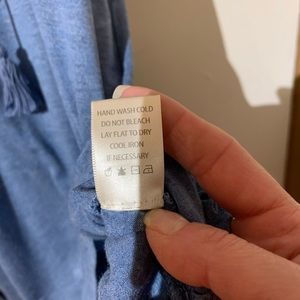 HAND WASH COLD
DO NOT BLEACH
LAY FLAT TO DRY
COOL IRON
IF NECESSARY